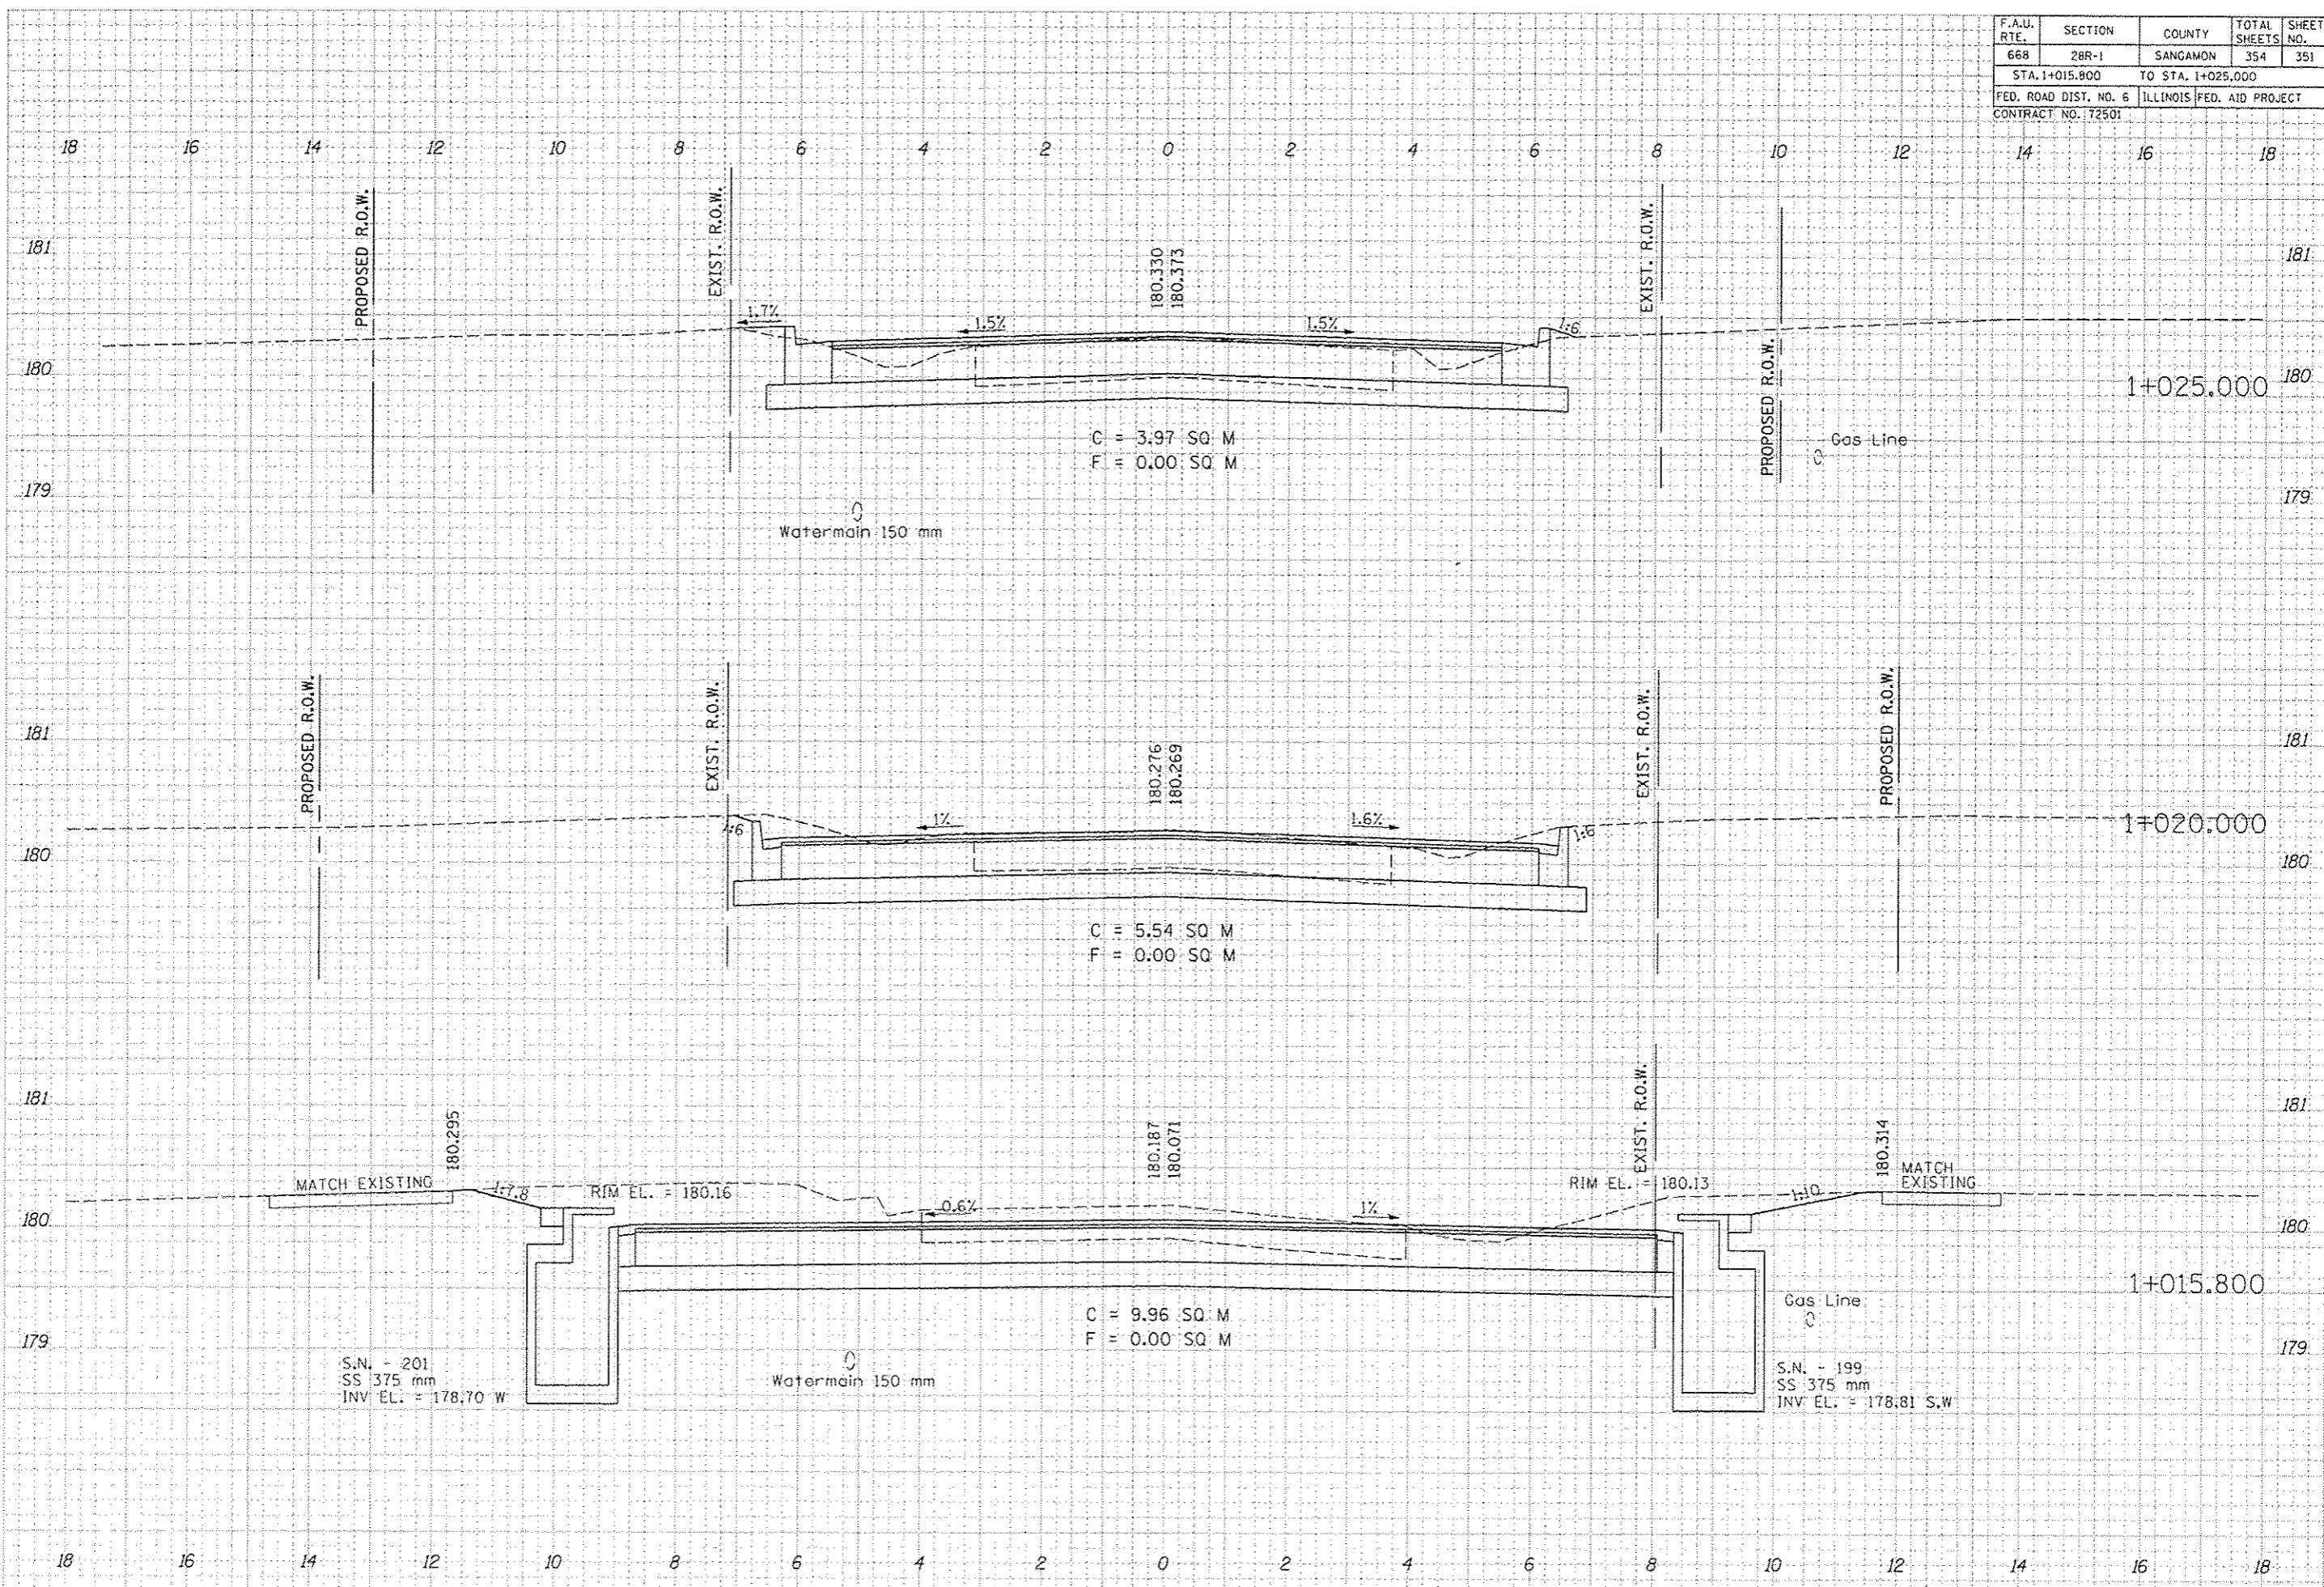 F.A.U. RTE. SECTION COUNTY TOTAL SHEETS SHEET NO.
668 28R-1 SANGAMON 354 351
STA. 1+015.800 TO STA. 1+025.000
FED. ROAD DIST. NO. 6 ILLINOIS FED. AID PROJECT
CONTRACT NO. 72501
18 16 14 12 10 8 6 4 2 0 2 4 6 8 10 12 14 16 18
PROPOSED R.O.W.
EXIST. R.O.W.
180.330
180.373
EXIST. R.O.W.
PROPOSED R.O.W.
181 181
1.7% 1.5% 1.5% 1:6
180 180
1+025.000
C = 3.97 SQ M
F = 0.00 SQ M
Gas Line
179 179
Watermain 150 mm
PROPOSED R.O.W.
EXIST. R.O.W.
180.276
180.269
EXIST. R.O.W.
PROPOSED R.O.W.
181 181
1:6 1% 1.6% 1:6
1+020.000
180 180
C = 5.54 SQ M
F = 0.00 SQ M
181 181
180.295
180.187
180.071
EXIST. R.O.W.
180.314
MATCH EXISTING
1:7.8
RIM EL. = 180.16
0.6% 1%
RIM EL. = 180.13
1:10
MATCH
EXISTING
180 180
1+015.800
C = 9.96 SQ M
F = 0.00 SQ M
Gas Line
179 179
S.N. - 201
SS 375 mm
INV EL. = 178.70 W
Watermain 150 mm
S.N. - 199
SS 375 mm
INV EL. = 178.81 S.W
18 16 14 12 10 8 6 4 2 0 2 4 6 8 10 12 14 16 18